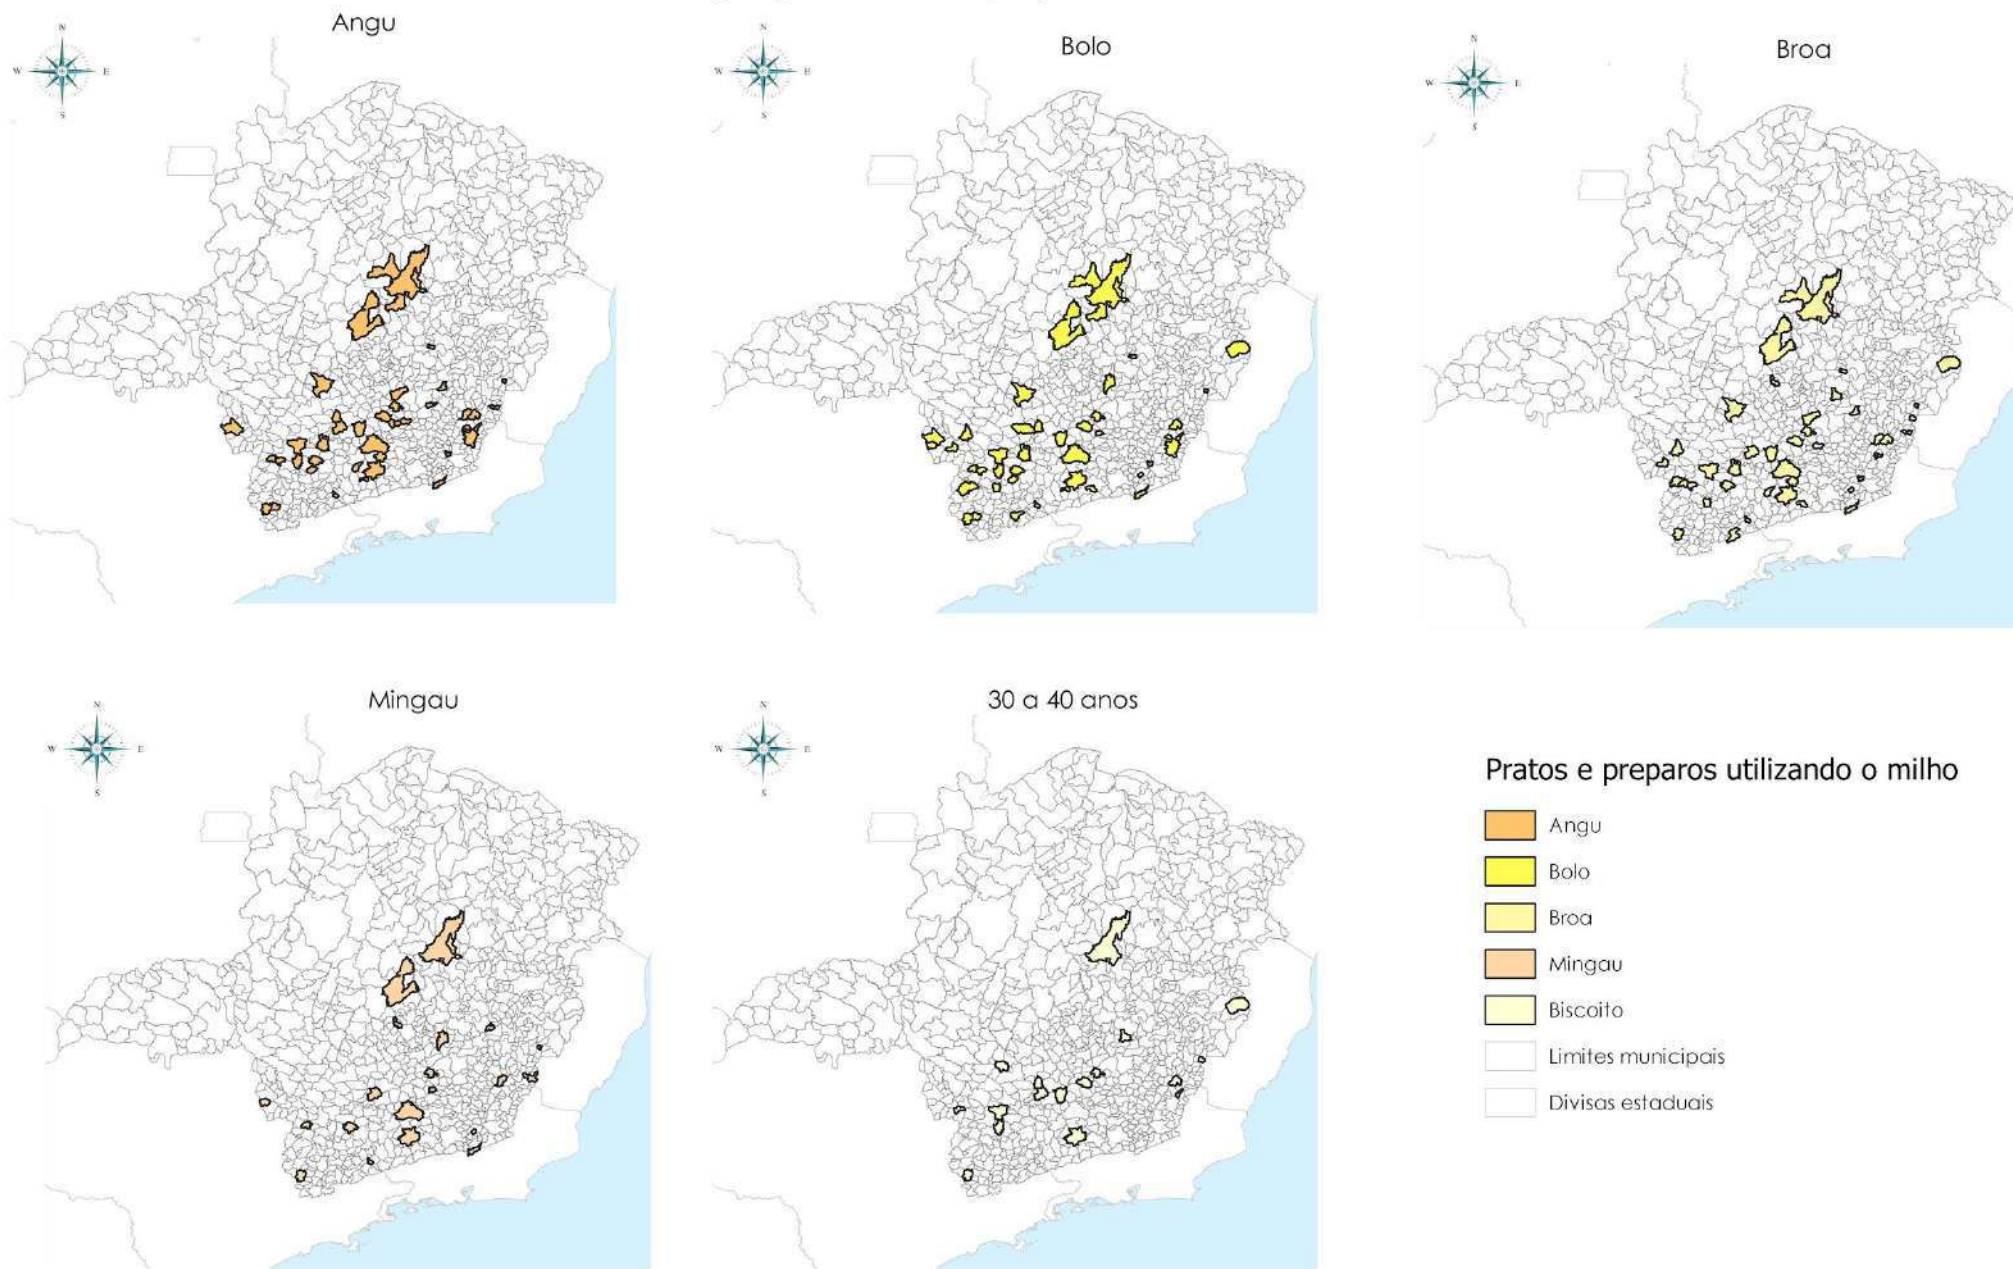 Angu
Bolo
Broa
N
W E
S
N
W E
S
N
W E
S
Mingau
30 a 40 anos
N
W E
S
N
W E
S
Pratos e preparos utilizando o milho
Angu
Bolo
Broa
Mingau
Biscoito
Limites municipais
Divisas estaduais